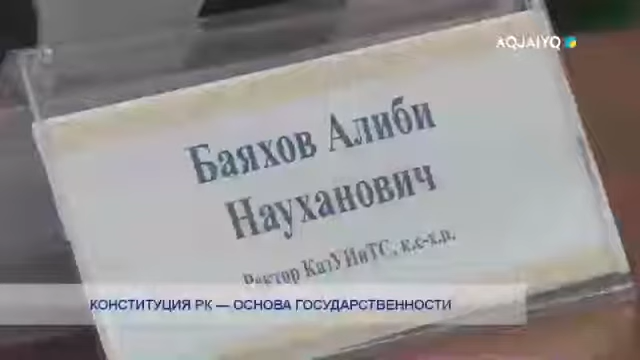 AQJAIYQ
Баяхов Алиби
Науханович
Ректор КазУИиТС, к.с-х.н.
КОНСТИТУЦИЯ РК — ОСНОВА ГОСУДАРСТВЕННОСТИ